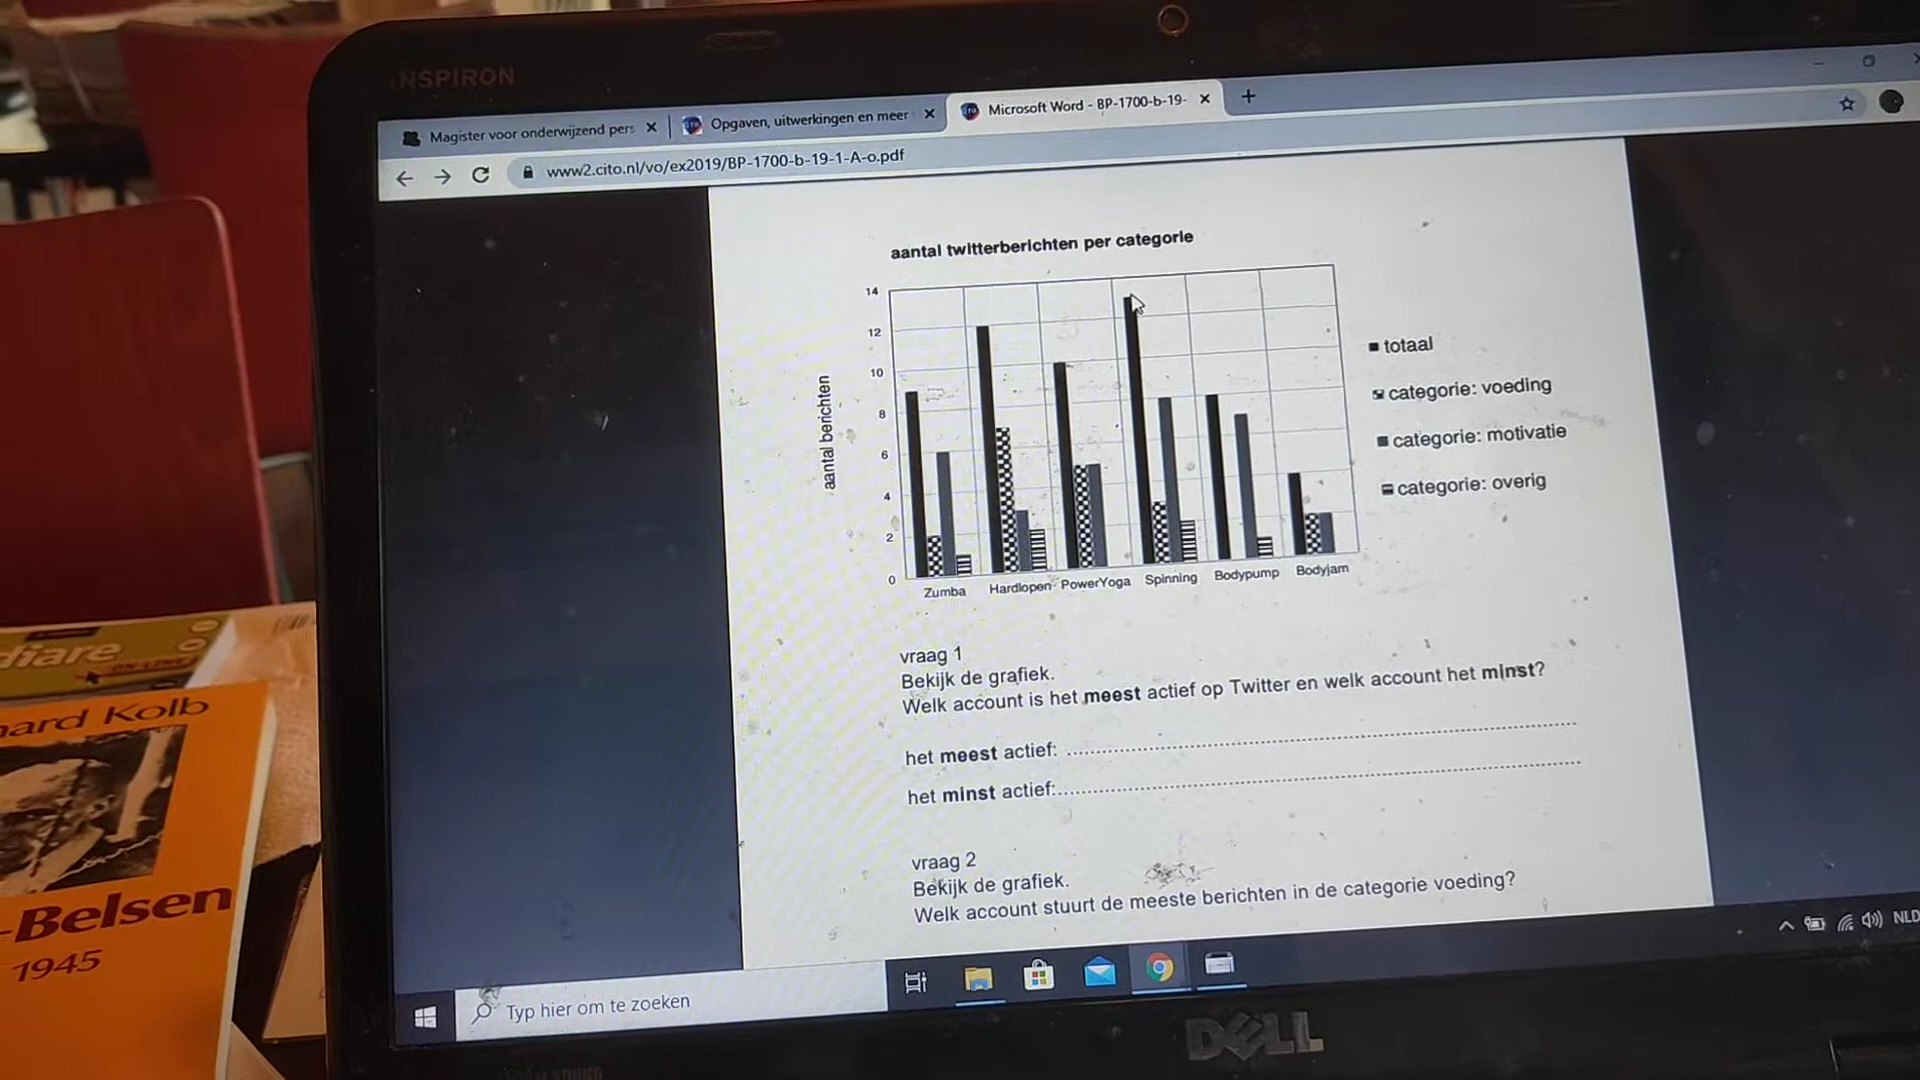 INSPIRON
Magister voor onderwijzend pers
Opgaven, uitwerkingen en meer
Microsoft Word - BP-1700-b-19-
www2.cito.nl/vo/ex2019/BP-1700-b-19-1-A-o.pdf
aantal twitterberichten per categorie
aantal berichten
14
12
10
8
6
4
2
0
Zumba
Hardlopen
PowerYoga
Spinning
Bodypump
Bodyjam
totaal
categorie: voeding
categorie: motivatie
categorie: overig
vraag 1
Bekijk de grafiek.
Welk account is het meest actief op Twitter en welk account het minst?
het meest actief:
het minst actief:
vraag 2
Bekijk de grafiek.
Welk account stuurt de meeste berichten in de categorie voeding?
Typ hier om te zoeken
NLD
DELL
diare
ON LINE
hard Kolb
-Belsen
1945